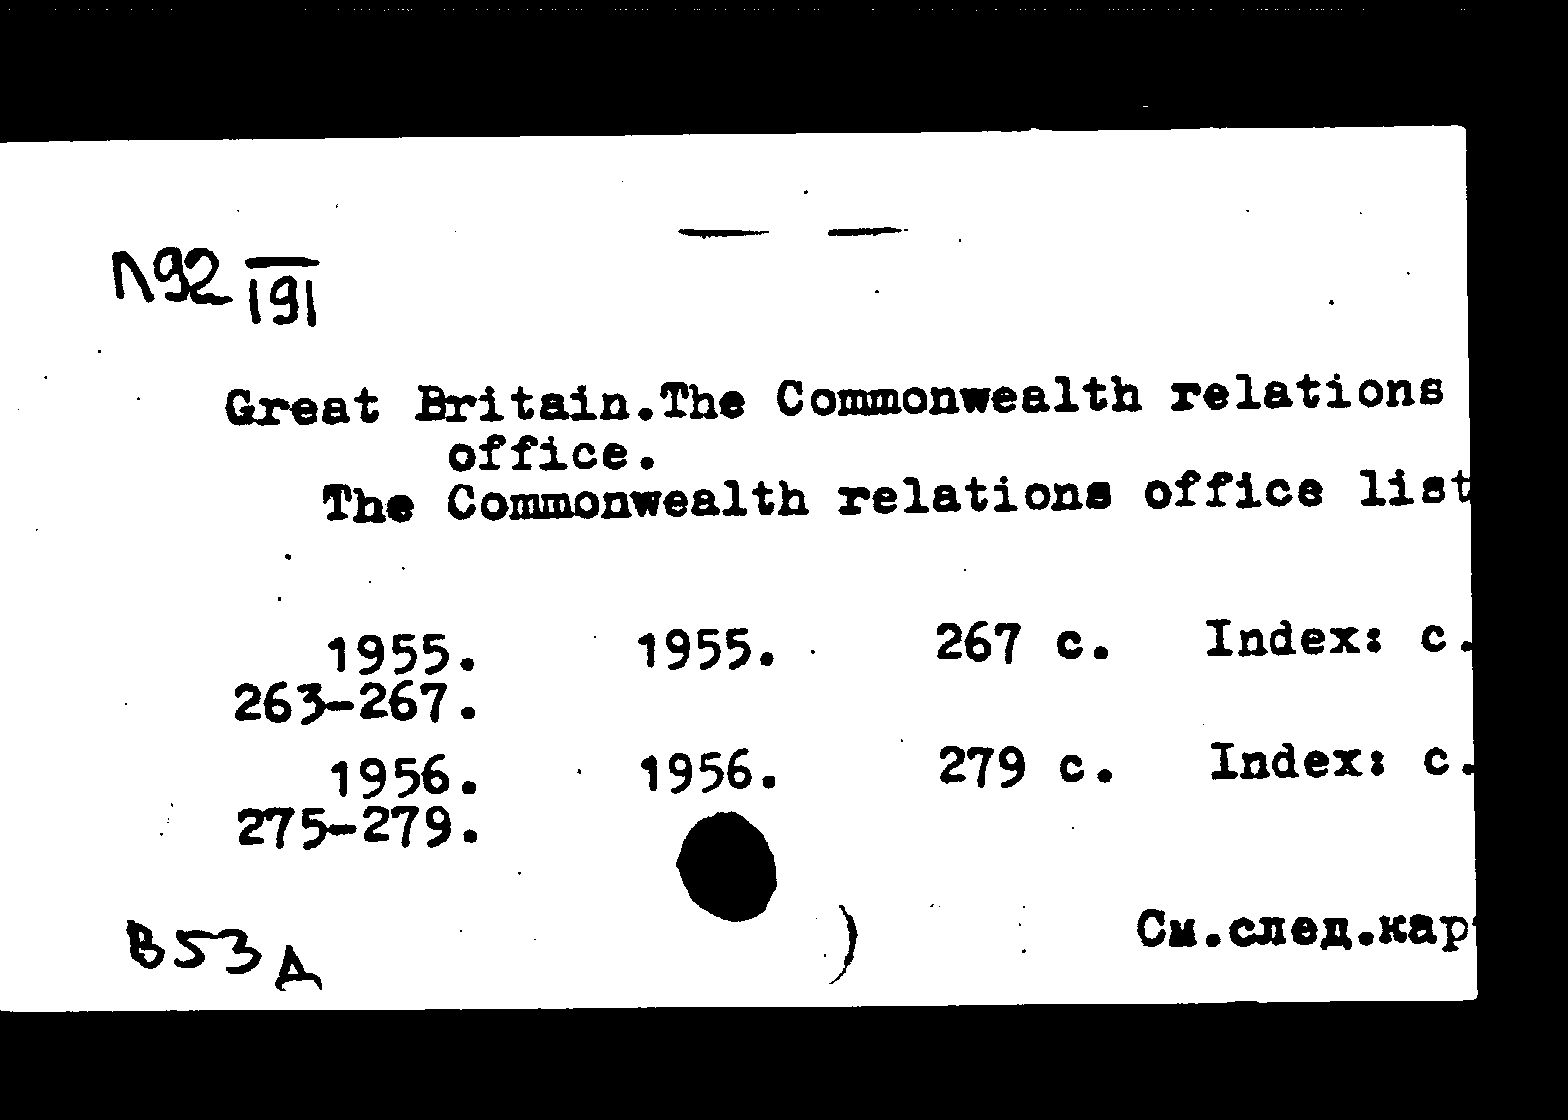 Л92 191
Great Britain.The Commonwealth relations
office.
The Commonwealth relations office list
1955. 1955. 267 с. Index: с.
263-267.
1956. 1956. 279 с. Index: с.
275-279.
В53д
См.след.кар